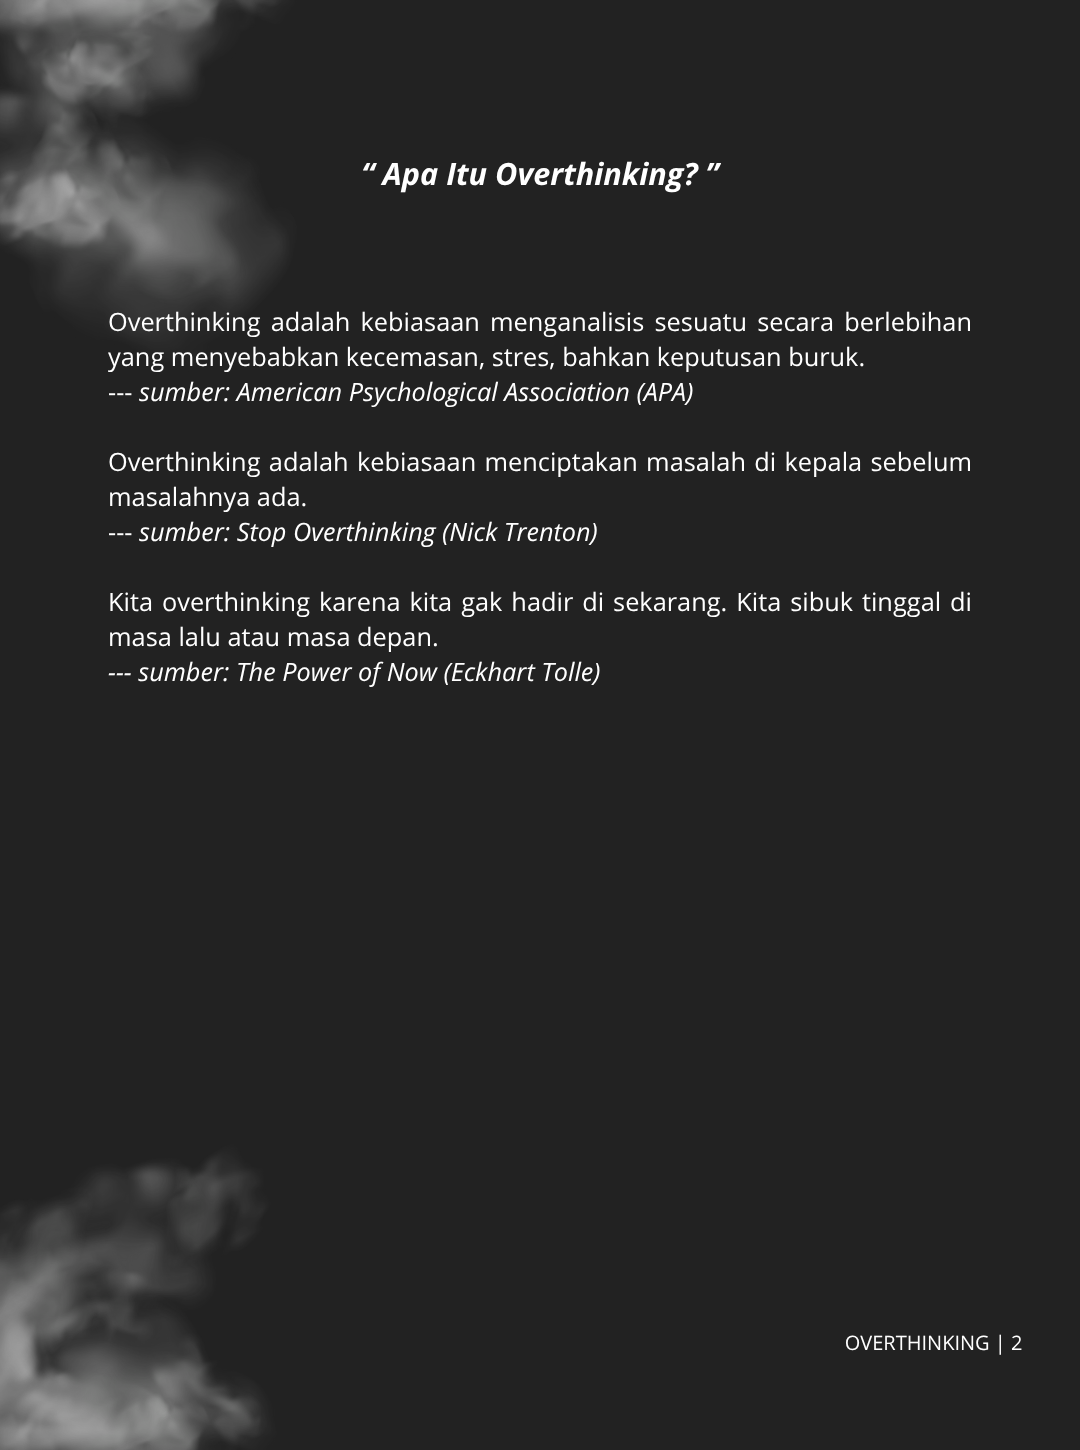 “ Apa Itu Overthinking? ”
Overthinking adalah kebiasaan menganalisis sesuatu secara berlebihan
yang menyebabkan kecemasan, stres, bahkan keputusan buruk.
--- sumber: American Psychological Association (APA)
Overthinking adalah kebiasaan menciptakan masalah di kepala sebelum
masalahnya ada.
--- sumber: Stop Overthinking (Nick Trenton)
Kita overthinking karena kita gak hadir di sekarang. Kita sibuk tinggal di
masa lalu atau masa depan.
--- sumber: The Power of Now (Eckhart Tolle)
OVERTHINKING | 2